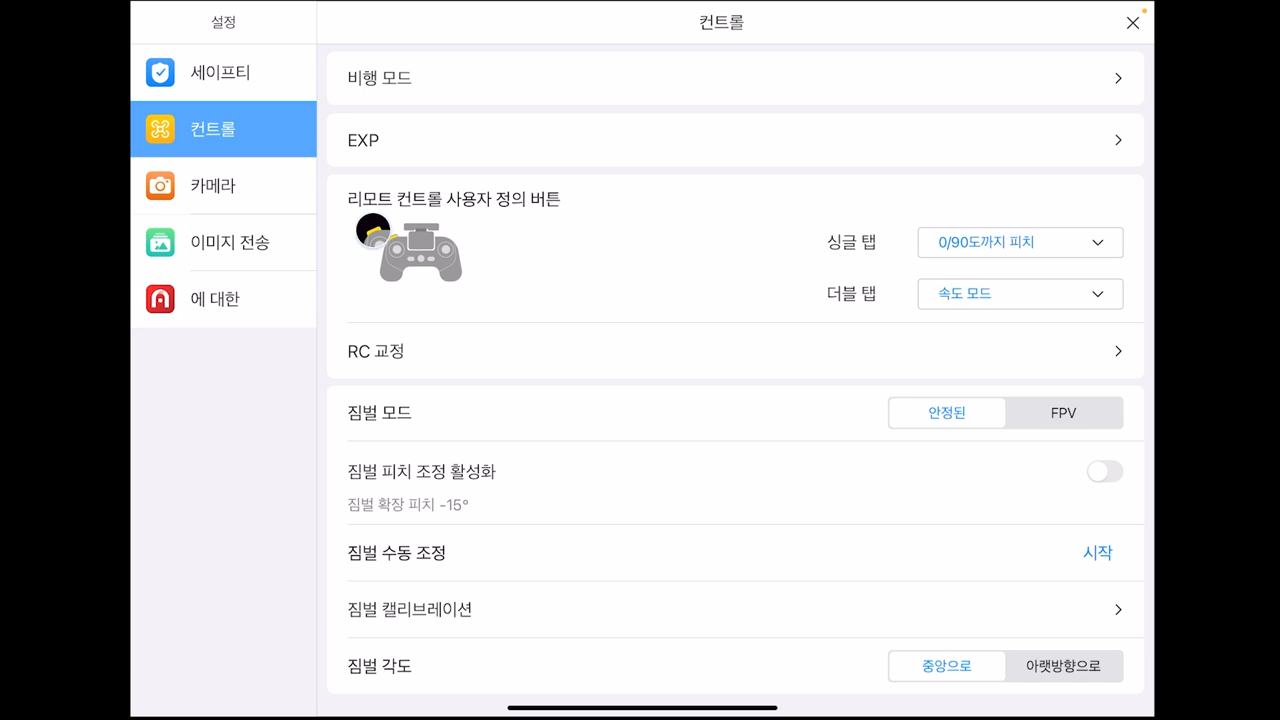 설정
컨트롤
세이프티
컨트롤
카메라
이미지 전송
에 대한
비행 모드
EXP
리모트 컨트롤 사용자 정의 버튼
싱글 탭
0/90도까지 피치
더블 탭
속도 모드
RC 교정
짐벌 모드
안정된
FPV
짐벌 피치 조정 활성화
짐벌 확장 피치 -15°
짐벌 수동 조정
시작
짐벌 캘리브레이션
짐벌 각도
중앙으로
아랫방향으로